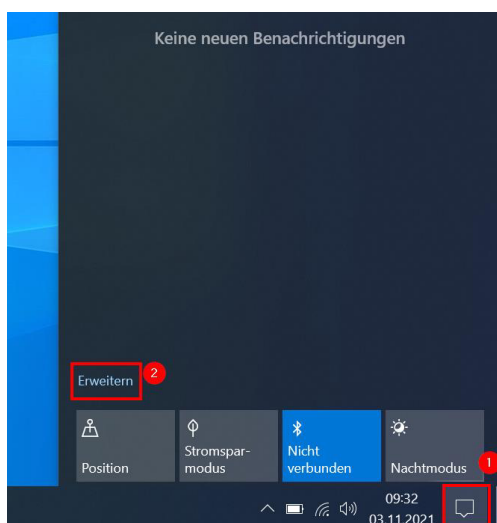 Keine neuen Benachrichtigungen
Erweitern
2
Position
Stromspar-
modus
Nicht
verbunden
Nachtmodus
1
09:32
03.11.2021